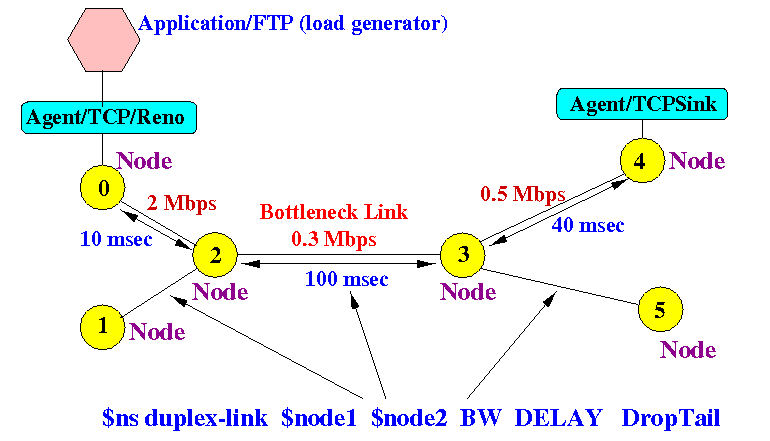 Application/FTP (load generator)
Agent/TCP/Reno
Agent/TCPSink
Node
4
Node
0
2 Mbps
0.5 Mbps
Bottleneck Link
10 msec
0.3 Mbps
40 msec
2
3
100 msec
Node
Node
1
Node
5
Node
$ns duplex-link $node1 $node2 BW DELAY DropTail